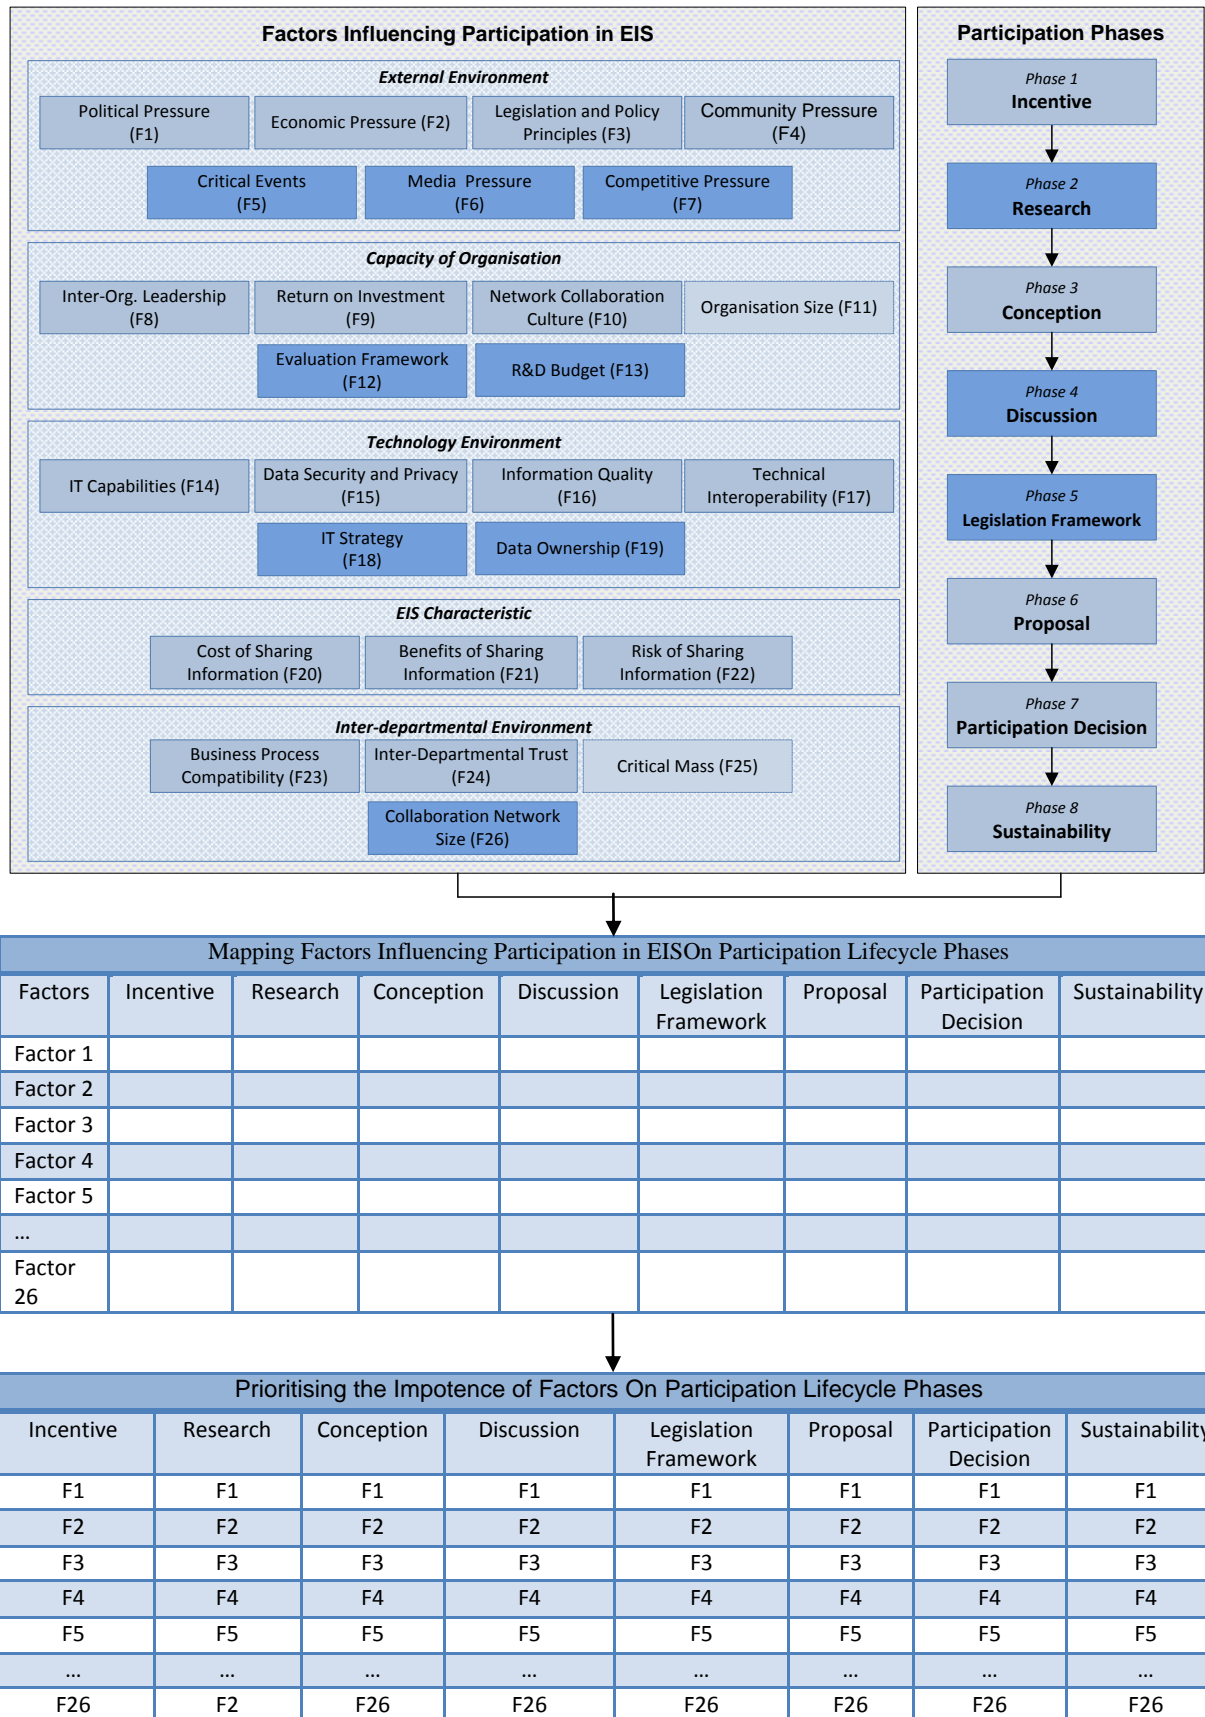 Factors Influencing Participation in EIS
External Environment
Political Pressure
(F1)
Economic Pressure (F2)
Legislation and Policy
Principles (F3)
Community Pressure
(F4)
Critical Events
(F5)
Media Pressure
(F6)
Competitive Pressure
(F7)
Capacity of Organisation
Inter-Org. Leadership
(F8)
Return on Investment
(F9)
Network Collaboration
Culture (F10)
Organisation Size (F11)
Evaluation Framework
(F12)
R&D Budget (F13)
Technology Environment
IT Capabilities (F14)
Data Security and Privacy
(F15)
Information Quality
(F16)
Technical
Interoperability (F17)
IT Strategy
(F18)
Data Ownership (F19)
EIS Characteristic
Cost of Sharing
Information (F20)
Benefits of Sharing
Information (F21)
Risk of Sharing
Information (F22)
Inter-departmental Environment
Business Process
Compatibility (F23)
Inter-Departmental Trust
(F24)
Critical Mass (F25)
Collaboration Network
Size (F26)
Participation Phases
Phase 1
Incentive
Phase 2
Research
Phase 3
Conception
Phase 4
Discussion
Phase 5
Legislation Framework
Phase 6
Proposal
Phase 7
Participation Decision
Phase 8
Sustainability
Mapping Factors Influencing Participation in EISOn Participation Lifecycle Phases
Factors Incentive Research Conception Discussion Legislation Framework Proposal Participation Decision Sustainability
Factor 1
Factor 2
Factor 3
Factor 4
Factor 5
...
Factor
26
Prioritising the Impotence of Factors On Participation Lifecycle Phases
Incentive Research Conception Discussion Legislation Framework Proposal Participation Decision Sustainability
F1 F1 F1 F1 F1 F1 F1 F1
F2 F2 F2 F2 F2 F2 F2 F2
F3 F3 F3 F3 F3 F3 F3 F3
F4 F4 F4 F4 F4 F4 F4 F4
F5 F5 F5 F5 F5 F5 F5 F5
... ... ... ... ... ... ... ...
F26 F2 F26 F26 F26 F26 F26 F26